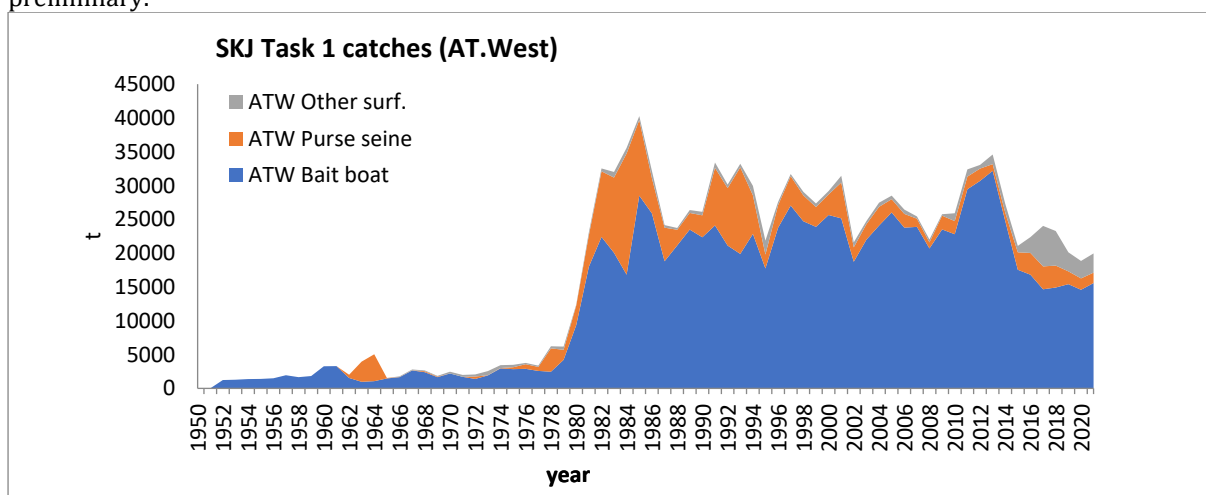 preliminary.
SKJ Task 1 catches (AT.West)
45000
40000
35000
30000
25000
20000
15000
10000
5000
0
t
ATW Other surf.
ATW Purse seine
ATW Bait boat
1950 1952 1954 1956 1958 1960 1962 1964 1966 1968 1970 1972 1974 1976 1978 1980 1982 1984 1986 1988 1990 1992 1994 1996 1998 2000 2002 2004 2006 2008 2010 2012 2014 2016 2018 2020
year